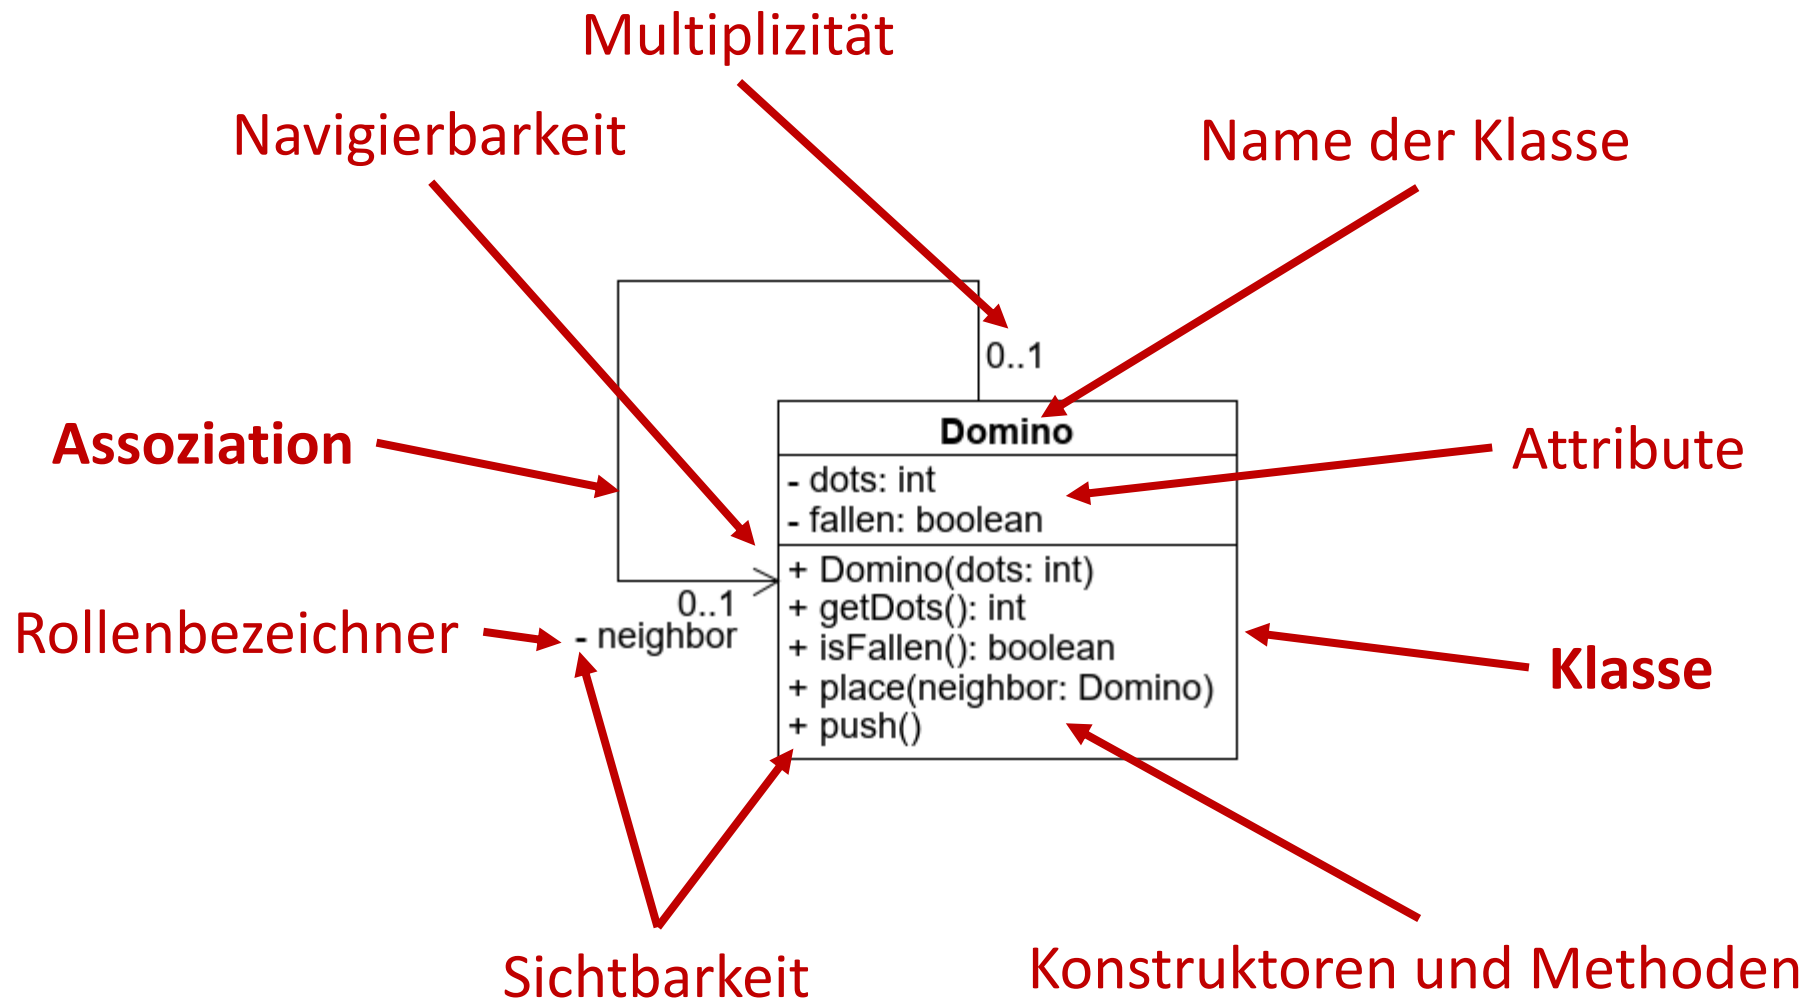 Multiplizität
Navigierbarkeit
Name der Klasse
0..1
Assoziation
Domino
Attribute
- dots: int
- fallen: boolean
+ Domino(dots: int)
0..1
+ getDots(): int
Rollenbezeichner
- neighbor
+ isFallen(): boolean
Klasse
+ place(neighbor: Domino)
+ push()
Sichtbarkeit
Konstruktoren und Methoden